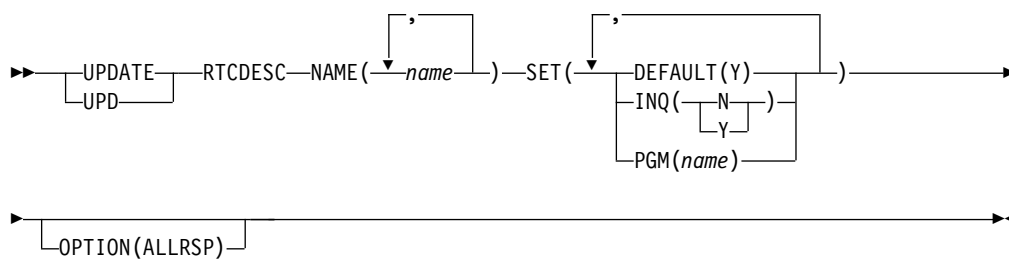 , ,
UPDATE RTCDESC NAME( name ) SET( DEFAULT(Y) )
UPD INQ( N )
Y
PGM(name)
OPTION(ALLRSP)